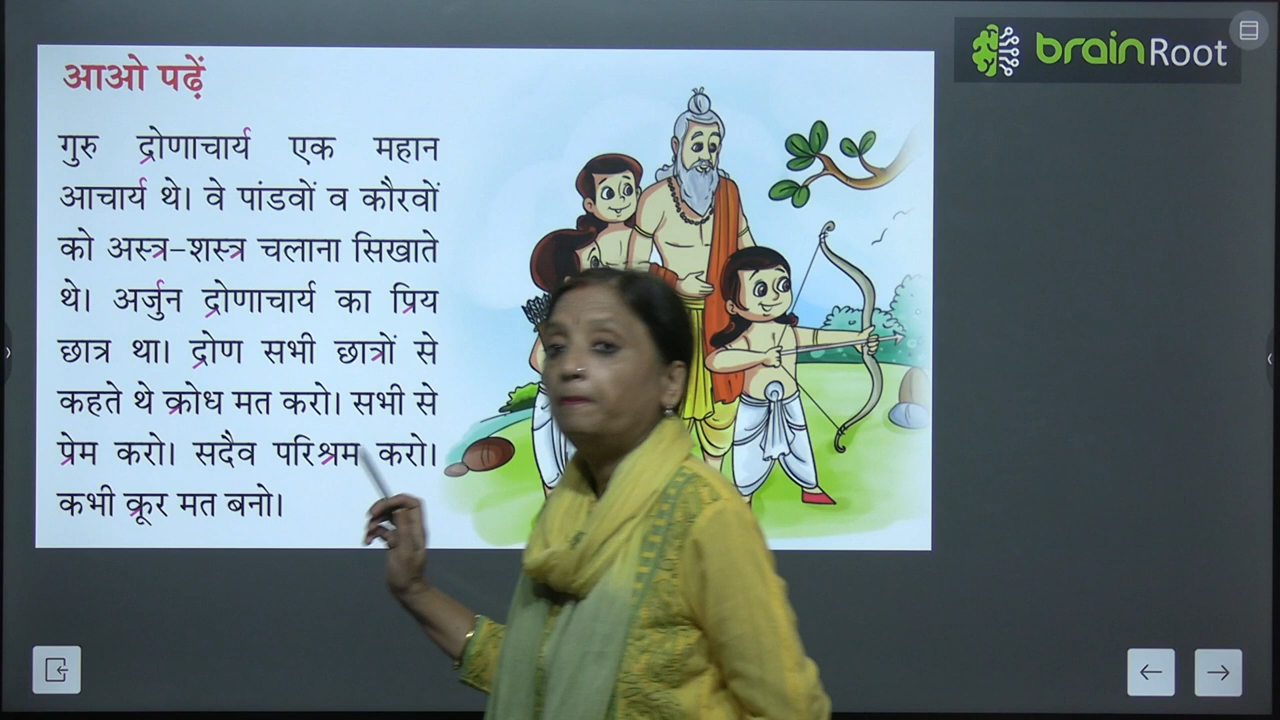 आओ पढ़ें
गुरु द्रोणाचार्य एक महान
आचार्य थे। वे पांडवों व कौरवों
को अस्त्र-शस्त्र चलाना सिखाते
थे। अर्जुन द्रोणाचार्य का प्रिय
छात्र था। द्रोण सभी छात्रों से
कहते थे क्रोध मत करो। सभी से
प्रेम करो। सदैव परिश्रम करो।
कभी क्रूर मत बनो।
brainRoot